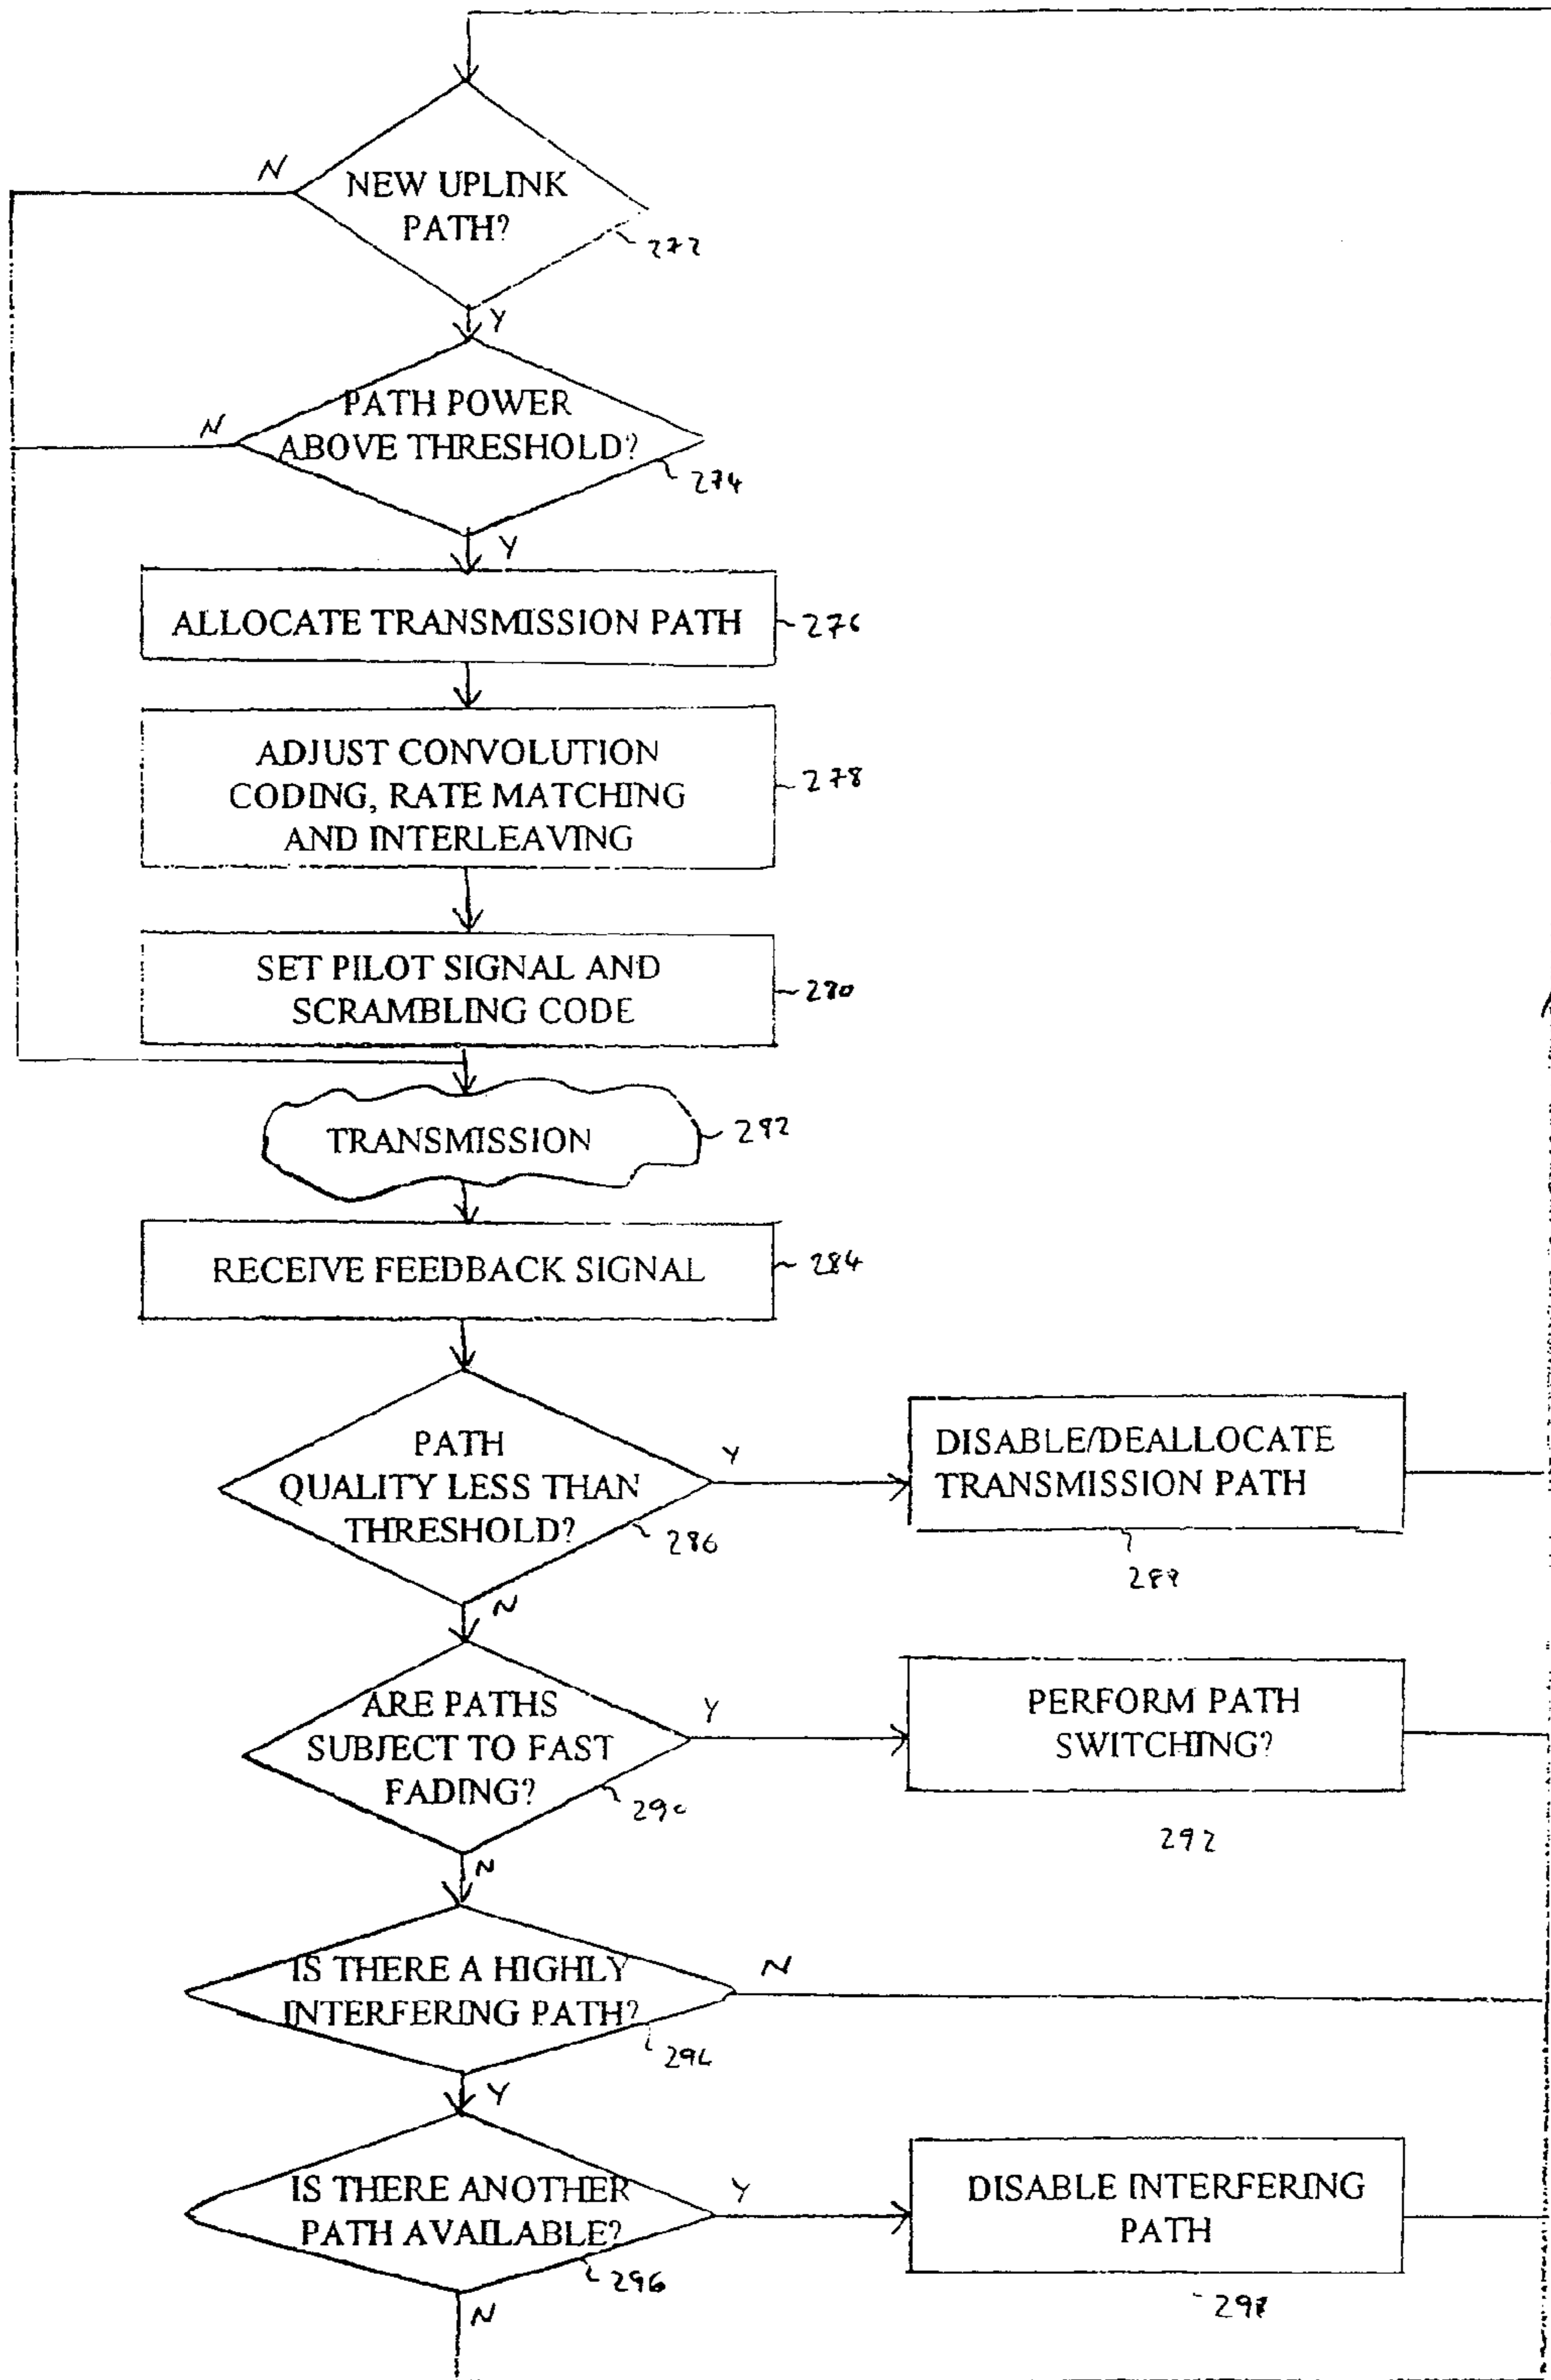 N
NEW UPLINK
PATH?
272
Y
N
PATH POWER
ABOVE THRESHOLD?
274
Y
ALLOCATE TRANSMISSION PATH
276
ADJUST CONVOLUTION
CODING, RATE MATCHING
AND INTERLEAVING
278
SET PILOT SIGNAL AND
SCRAMBLING CODE
280
TRANSMISSION
282
RECEIVE FEEDBACK SIGNAL
284
PATH
QUALITY LESS THAN
THRESHOLD?
286
Y
DISABLE/DEALLOCATE
TRANSMISSION PATH
288
N
ARE PATHS
SUBJECT TO FAST
FADING?
290
Y
PERFORM PATH
SWITCHING?
292
N
IS THERE A HIGHLY
INTERFERING PATH?
294
N
Y
IS THERE ANOTHER
PATH AVAILABLE?
296
Y
DISABLE INTERFERING
PATH
298
N